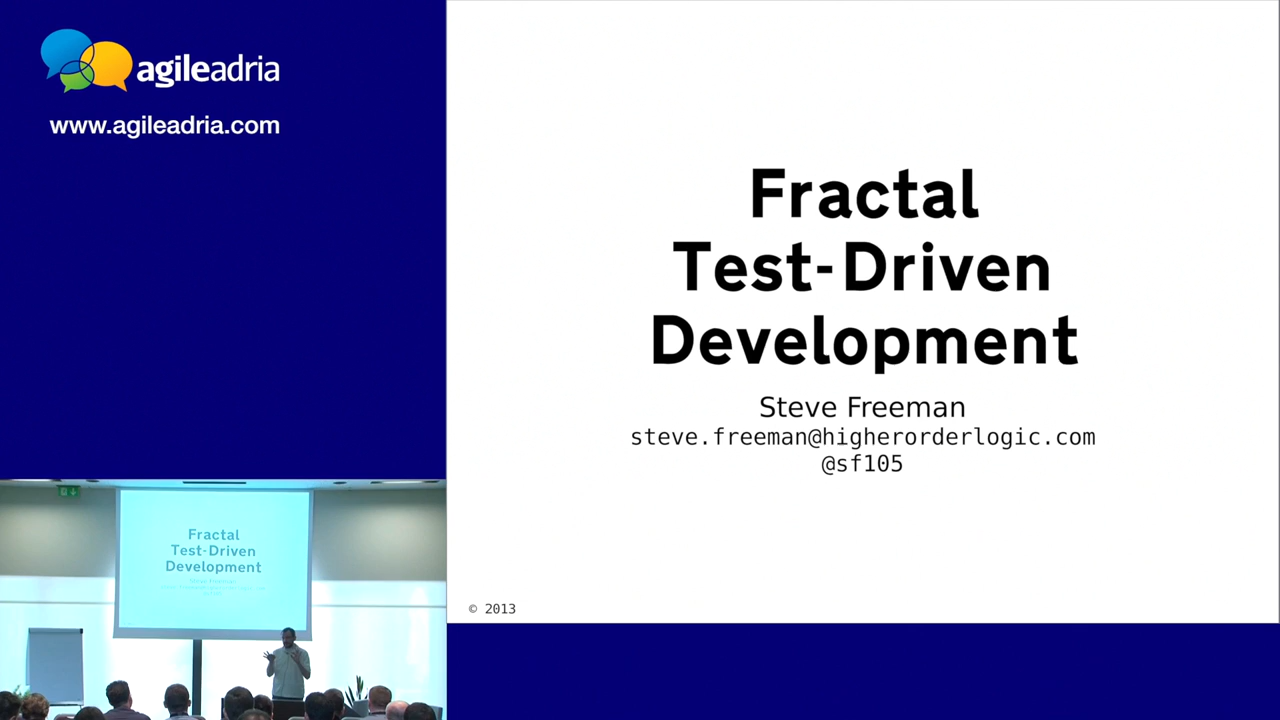 agileadria
www.agileadria.com
Fractal
Test-Driven
Development
Steve Freeman
steve.freeman@higherorderlogic.com
@sf105
© 2013
Fractal
Test-Driven
Development